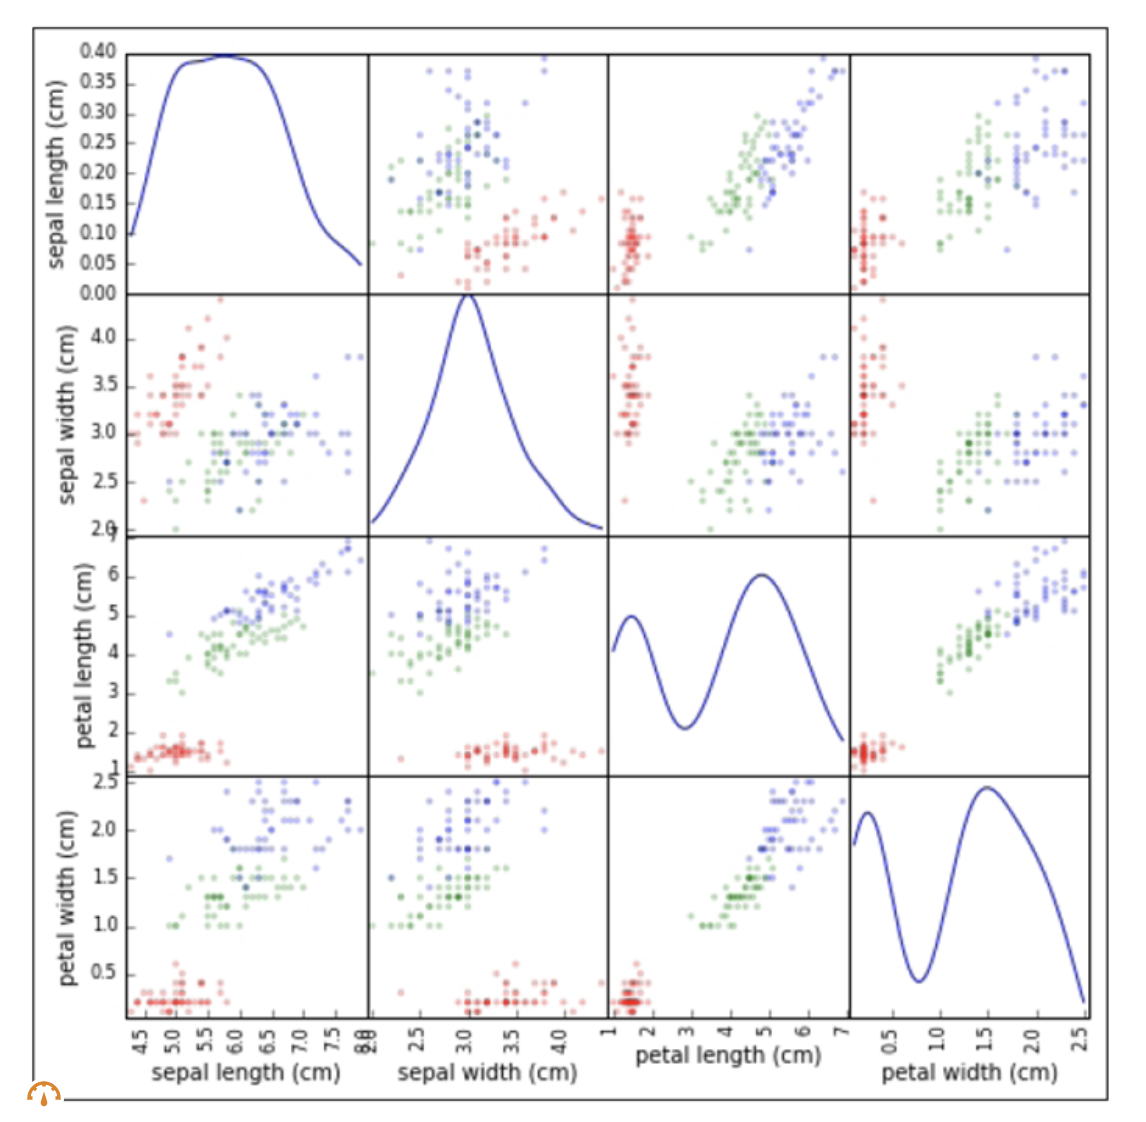 0.40
0.35
0.30
0.25
0.20
0.15
0.10
0.05
0.00
sepal length (cm)
4.0
3.5
3.0
2.5
2.0
sepal width (cm)
7
6
5
4
3
2
1
petal length (cm)
2.5
2.0
1.5
1.0
0.5
petal width (cm)
4.5 5.0 5.5 6.0 6.5 7.0 7.5 8.0
2.0 2.5 3.0 3.5 4.0
1 2 3 4 5 6 7
0.5 1.0 1.5 2.0 2.5
sepal length (cm) sepal width (cm) petal length (cm) petal width (cm)